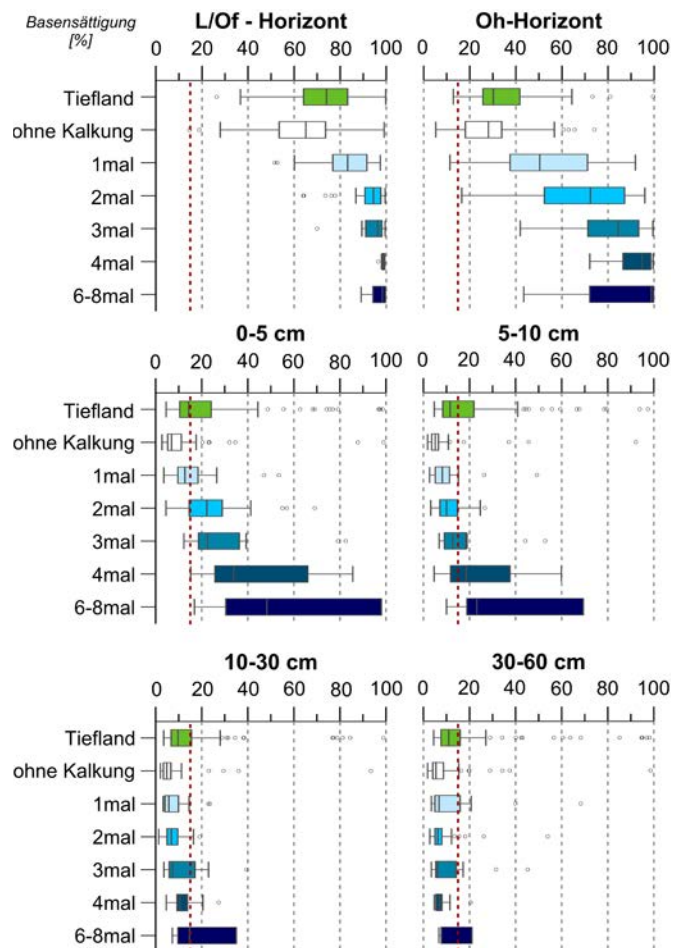 Basensättigung
[%]
L/Of - Horizont
Oh-Horizont
0 20 40 60 80 100
0 20 40 60 80 100
Tiefland
ohne Kalkung
1mal
2mal
3mal
4mal
6-8mal
0-5 cm
5-10 cm
0 20 40 60 80 100
0 20 40 60 80 100
Tiefland
ohne Kalkung
1mal
2mal
3mal
4mal
6-8mal
10-30 cm
30-60 cm
0 20 40 60 80 100
0 20 40 60 80 100
Tiefland
ohne Kalkung
1mal
2mal
3mal
4mal
6-8mal